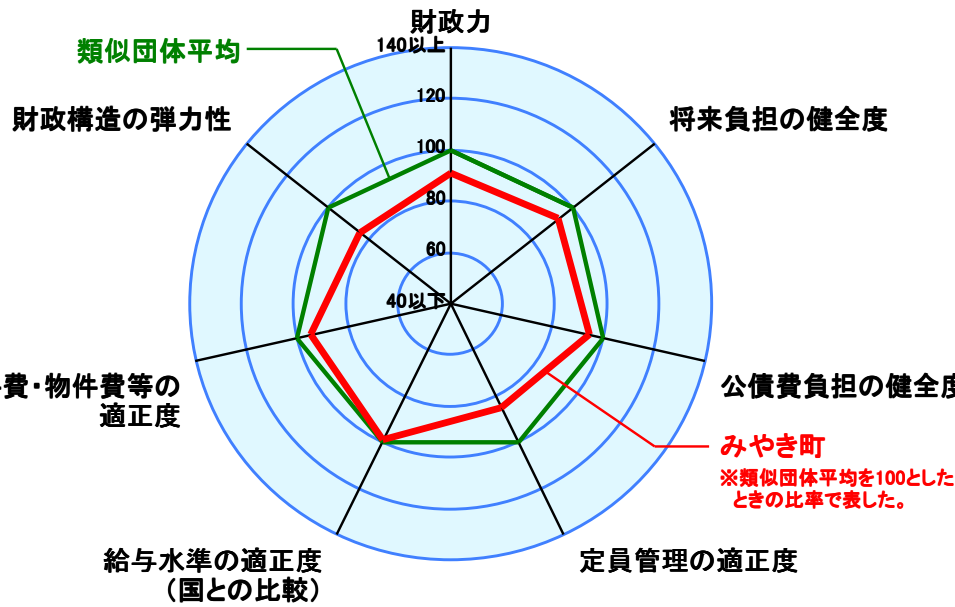 財政力
140以上
類似団体平均
120
財政構造の弾力性
将来負担の健全度
100
80
60
40以下
費・物件費等の
適正度
公債費負担の健全度
みやき町
※類似団体平均を100とした
ときの比率で表した。
給与水準の適正度
（国との比較）
定員管理の適正度